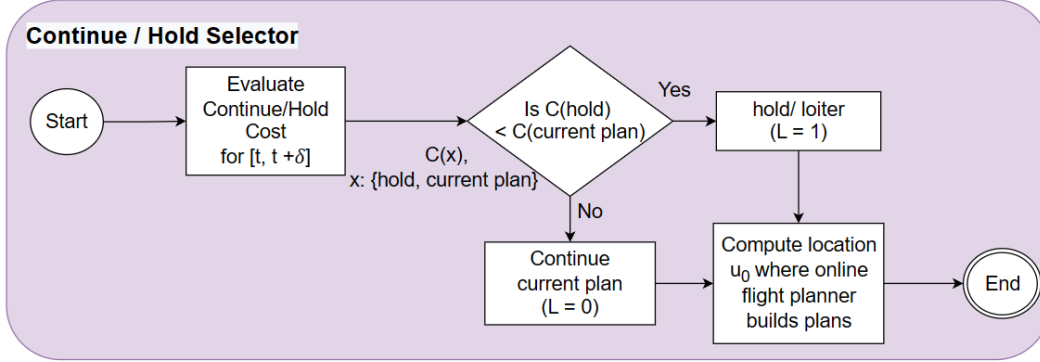 Continue / Hold Selector
Start
Evaluate
Continue/Hold
Cost
for [t, t +δ]
C(x),
x: {hold, current plan}
Is C(hold)
< C(current plan)
Yes
hold/ loiter
(L = 1)
No
Continue
current plan
(L = 0)
Compute location
u₀ where online
flight planner
builds plans
End